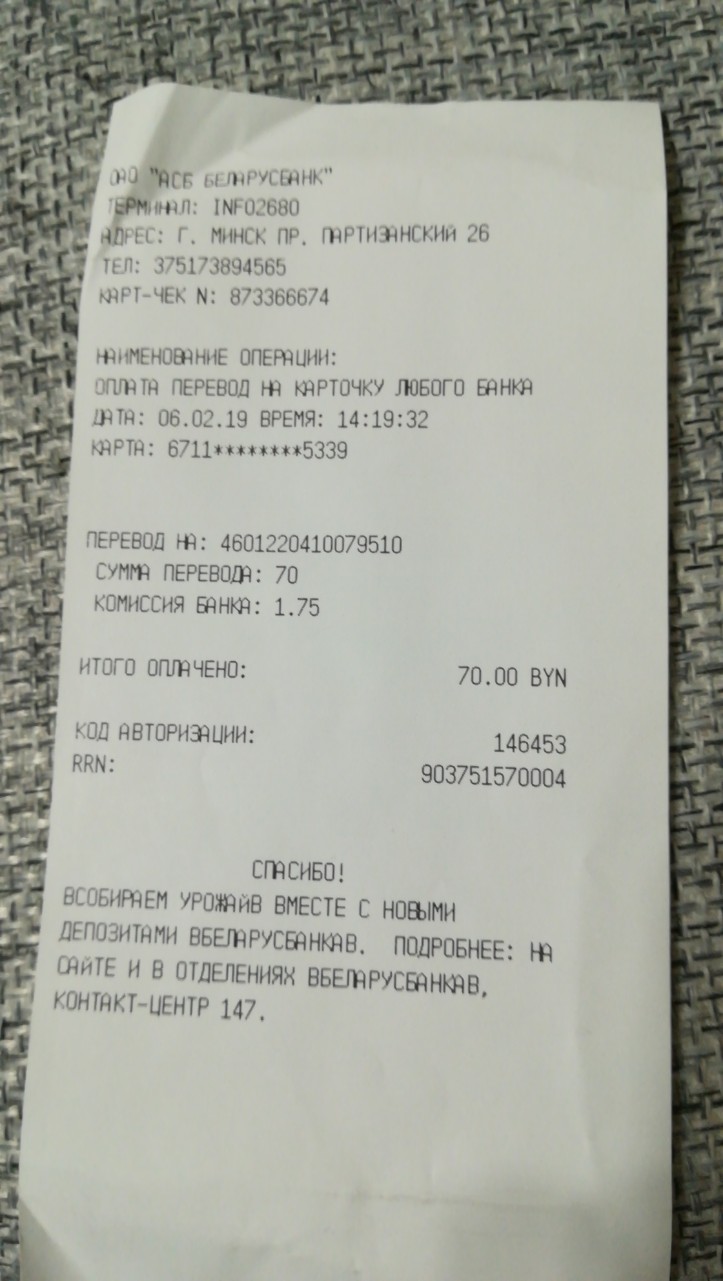 ОАО "АСБ БЕЛАРУСБАНК"
ТЕРМИНАЛ: INF02680
АДРЕС: Г. МИНСК ПР. ПАРТИЗАНСКИЙ 26
ТЕЛ: 375173894565
КАРТ-ЧЕК N: 873366674
НАИМЕНОВАНИЕ ОПЕРАЦИИ:
ОПЛАТА ПЕРЕВОД НА КАРТОЧКУ ЛЮБОГО БАНКА
ДАТА: 06.02.19 ВРЕМЯ: 14:19:32
КАРТА: 6711********5339
ПЕРЕВОД НА: 4601220410079510
СУММА ПЕРЕВОДА: 70
КОМИССИЯ БАНКА: 1.75
ИТОГО ОПЛАЧЕНО: 70.00 BYN
КОД АВТОРИЗАЦИИ: 146453
RRN: 903751570004
СПАСИБО!
ВСОБИРАЕМ УРОЖАЙВ ВМЕСТЕ С НОВЫМИ
ДЕПОЗИТАМИ ВБЕЛАРУСБАНКАВ. ПОДРОБНЕЕ: НА
САЙТЕ И В ОТДЕЛЕНИЯХ ВБЕЛАРУСБАНКАВ,
КОНТАКТ-ЦЕНТР 147.